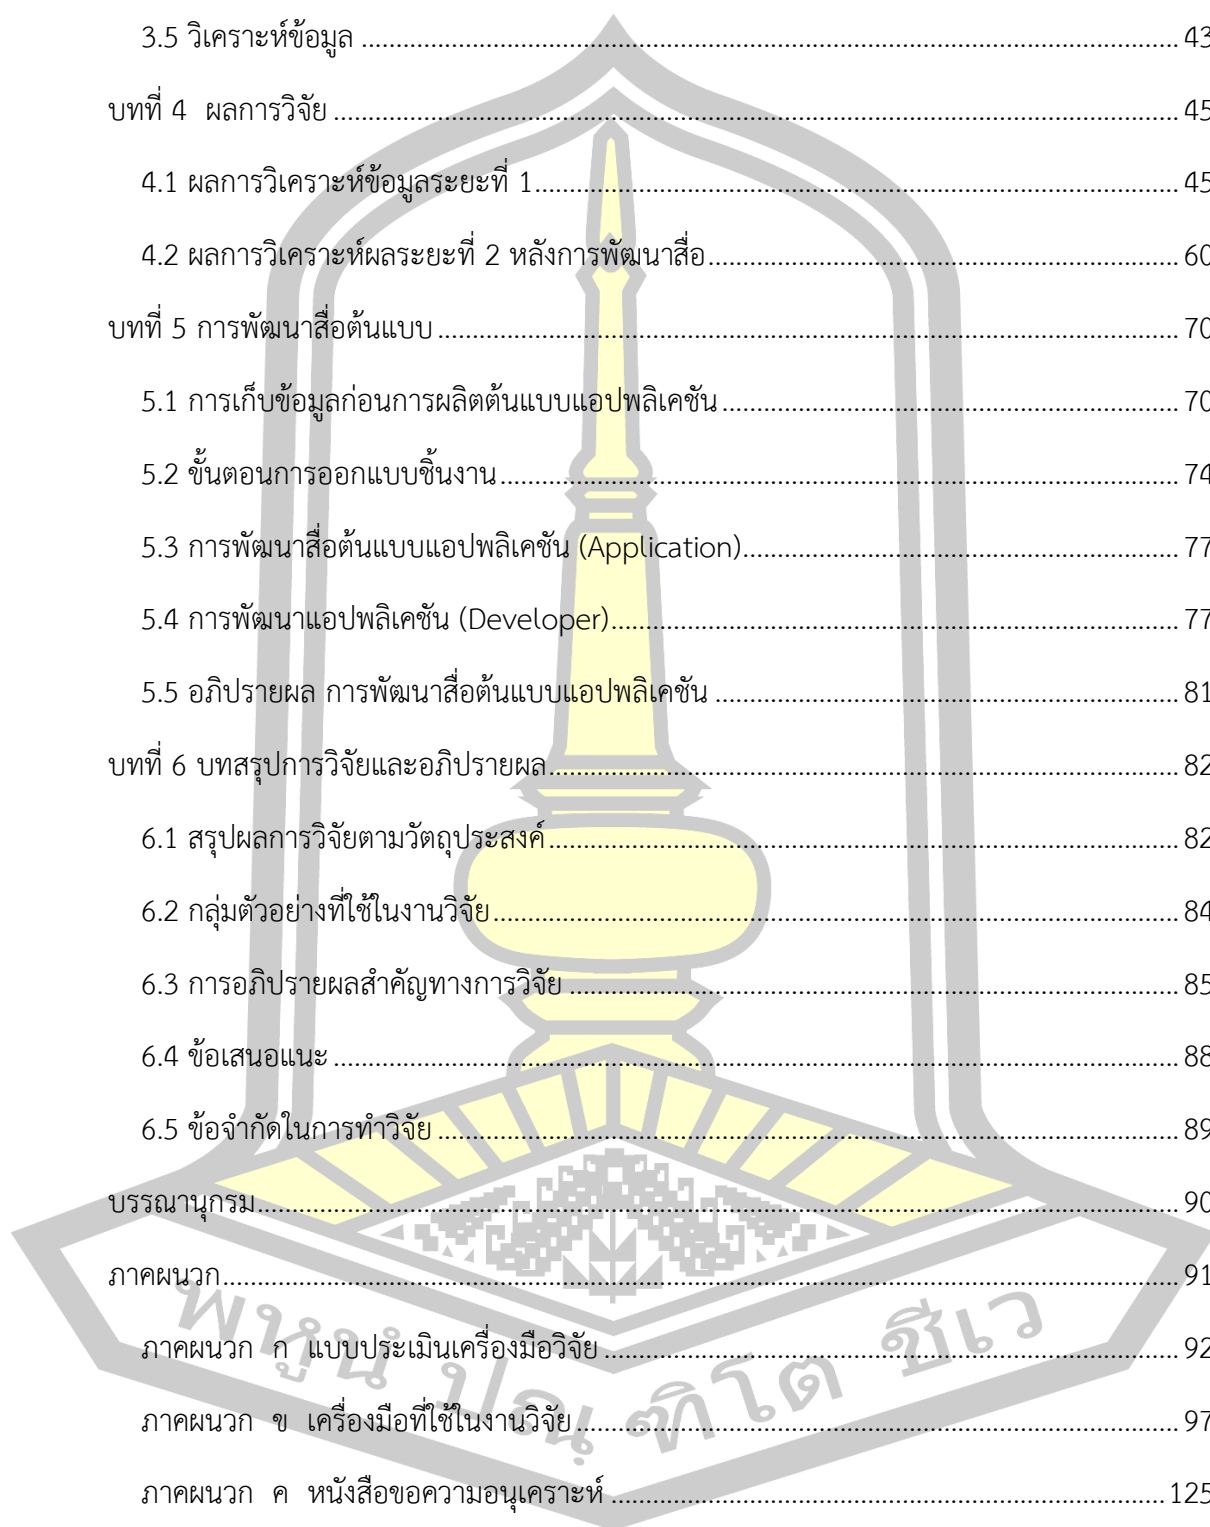 3.5 วิเคราะห์ข้อมูล ........................................ 43
บทที่ 4  ผลการวิจัย ........................................ 45
4.1 ผลการวิเคราะห์ข้อมูลระยะที่ 1 ........................................ 45
4.2 ผลการวิเคราะห์ผลระยะที่ 2 หลังการพัฒนาสื่อ ........................................ 60
บทที่ 5 การพัฒนาสื่อต้นแบบ ........................................ 70
5.1 การเก็บข้อมูลก่อนการผลิตต้นแบบแอปพลิเคชัน ........................................ 70
5.2 ขั้นตอนการออกแบบชิ้นงาน ........................................ 74
5.3 การพัฒนาสื่อต้นแบบแอปพลิเคชัน (Application) ........................................ 77
5.4 การพัฒนาแอปพลิเคชัน (Developer) ........................................ 77
5.5 อภิปรายผล การพัฒนาสื่อต้นแบบแอปพลิเคชัน ........................................ 81
บทที่ 6 บทสรุปการวิจัยและอภิปรายผล ........................................ 82
6.1 สรุปผลการวิจัยตามวัตถุประสงค์ ........................................ 82
6.2 กลุ่มตัวอย่างที่ใช้ในงานวิจัย ........................................ 84
6.3 การอภิปรายผลสำคัญทางการวิจัย ........................................ 85
6.4 ข้อเสนอแนะ ........................................ 88
6.5 ข้อจำกัดในการทำวิจัย ........................................ 89
บรรณานุกรม ........................................ 90
ภาคผนวก ........................................ 91
ภาคผนวก  ก  แบบประเมินเครื่องมือวิจัย ........................................ 92
ภาคผนวก  ข  เครื่องมือที่ใช้ในงานวิจัย ........................................ 97
ภาคผนวก  ค  หนังสือขอความอนุเคราะห์ ........................................ 125
พหูนํ ปณฺฑิโต ชีเว